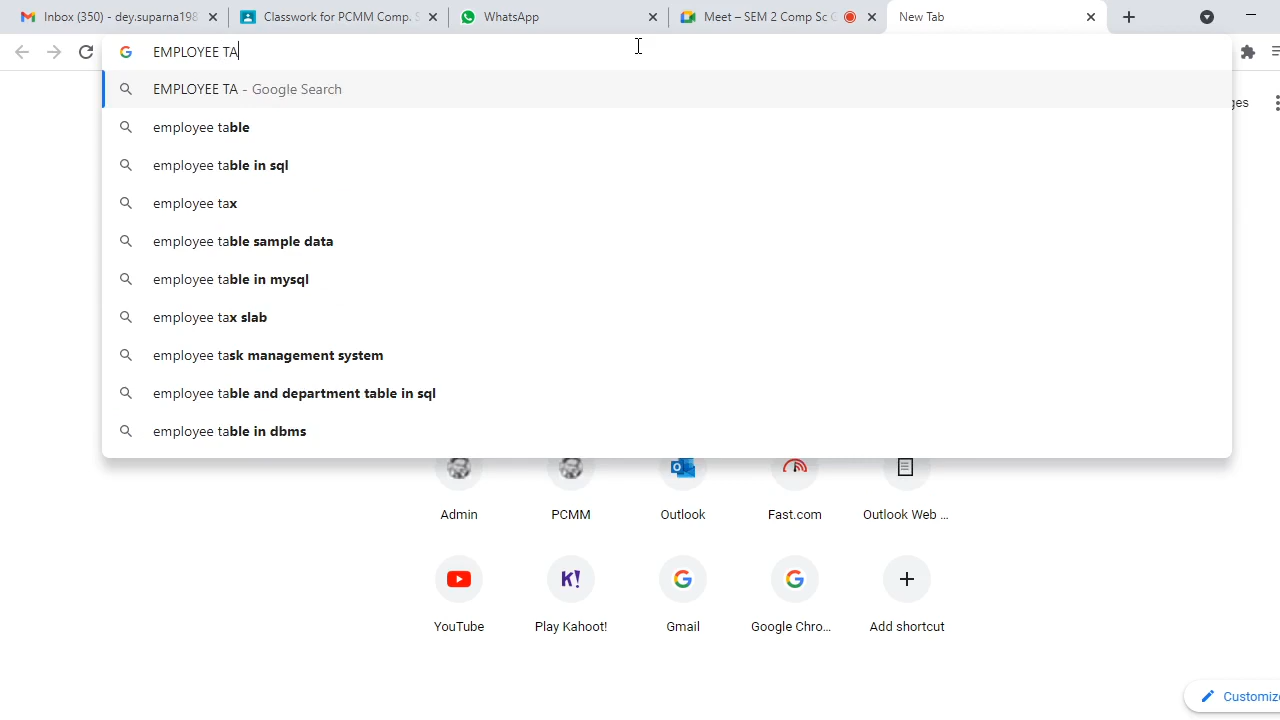 Inbox (350) - dey.suparna198
Classwork for PCMM Comp. S
WhatsApp
Meet – SEM 2 Comp Sc G
New Tab
EMPLOYEE TA
EMPLOYEE TA - Google Search
ges
employee table
employee table in sql
employee tax
employee table sample data
employee table in mysql
employee tax slab
employee task management system
employee table and department table in sql
employee table in dbms
Admin
PCMM
Outlook
Fast.com
Outlook Web ...
YouTube
K!
Play Kahoot!
Gmail
Google Chro...
Add shortcut
Customize